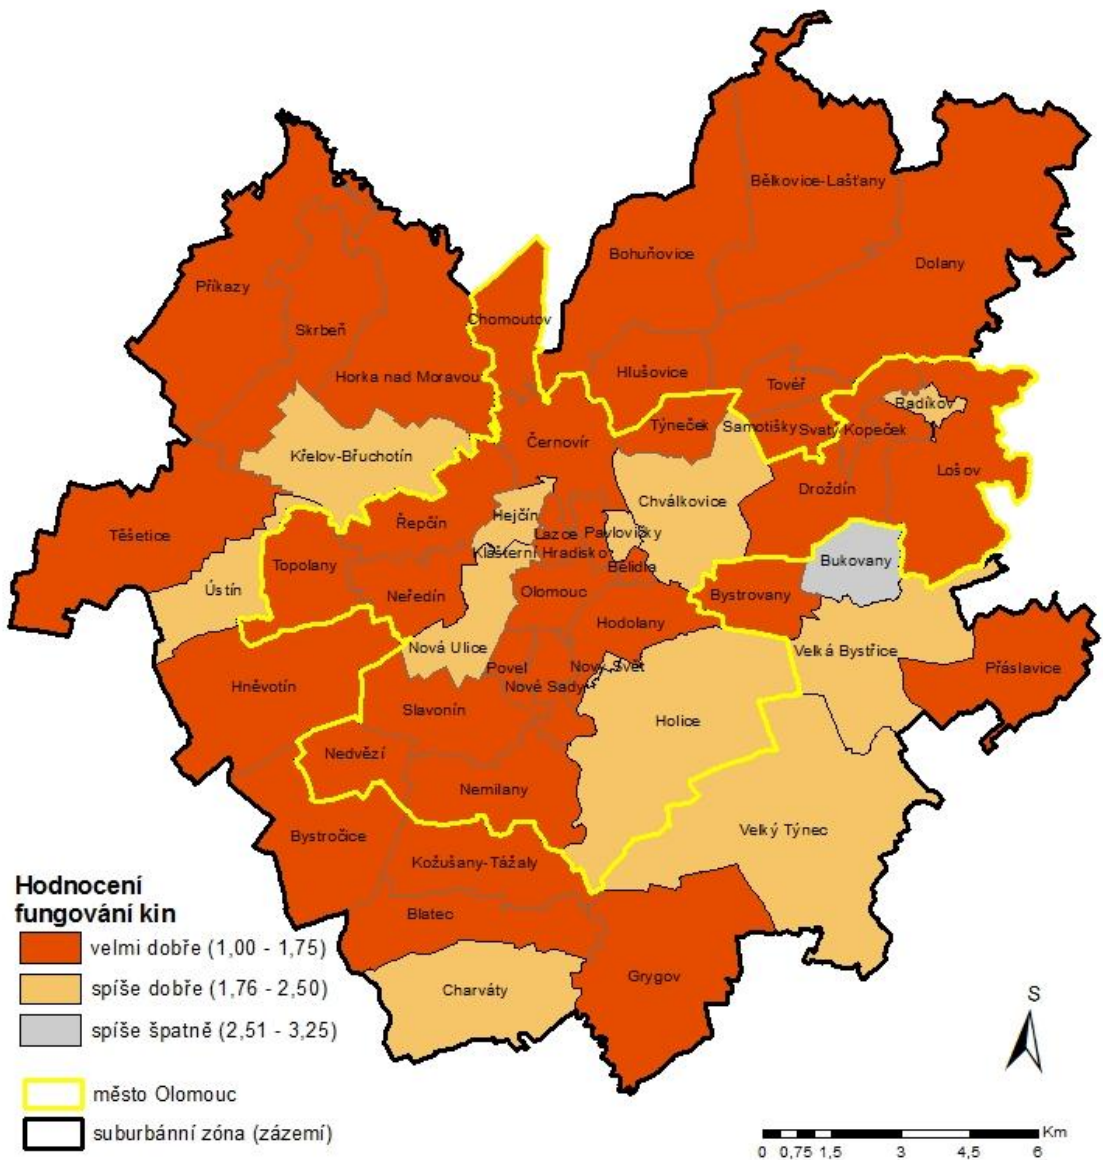 Bělkovice-Lašťany
Bohuňovice
Dolany
Příkazy
Chomoutov
Skrbeň
Hlušovice
Horka nad Moravou
Tovéř
Radíkov
Týneček
Samotišky
Svatý Kopeček
Černovír
Křelov-Břuchotín
Lošov
Droždín
Chválkovice
Hejčín
Řepčín
Těšetice
Lazce
Pavlovičky
Klášterní Hradisko
Bukovany
Topolany
Bělidla
Ústín
Olomouc
Neředín
Bystrovany
Hodolany
Nová Ulice
Velká Bystřice
Povel
Nový Svět
Přáslavice
Hněvotín
Nové Sady
Slavonín
Holice
Nedvězí
Nemilany
Velký Týnec
Bystročice
Kožušany-Tážaly
Blatec
Grygov
Charváty
Hodnocení
fungování kin
velmi dobře (1,00 - 1,75)
spíše dobře (1,76 - 2,50)
spíše špatně (2,51 - 3,25)
město Olomouc
suburbánní zóna (zázemí)
S
Km
0 0,75 1,5 3 4,5 6